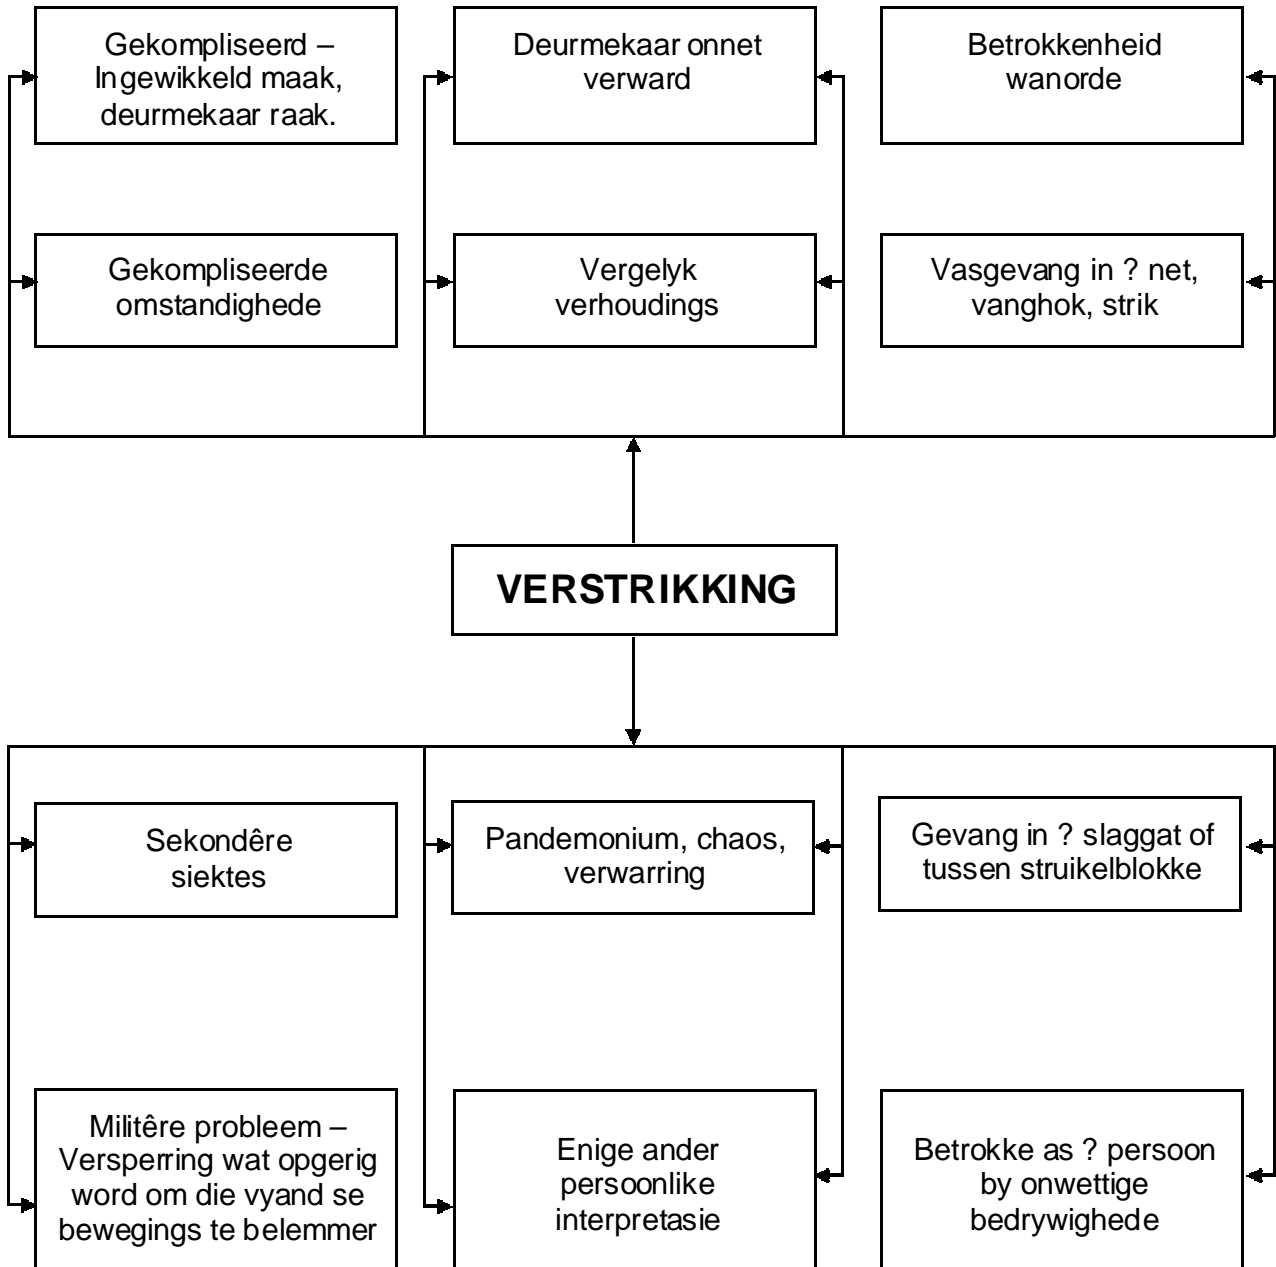 Gekompliseerd –
Ingewikkeld maak,
deurmekaar raak.
Deurmekaar onnet
verward
Betrokkenheid
wanorde
Gekompliseerde
omstandighede
Vergelyk
verhoudings
Vasgevang in ? net,
vanghok, strik
VERSTRIKKING
Sekondêre
siektes
Pandemonium, chaos,
verwarring
Gevang in ? slaggat of
tussen struikelblokke
Militêre probleem –
Versperring wat opgerig
word om die vyand se
bewegings te belemmer
Enige ander
persoonlike
interpretasie
Betrokke as ? persoon
by onwettige
bedrywighede